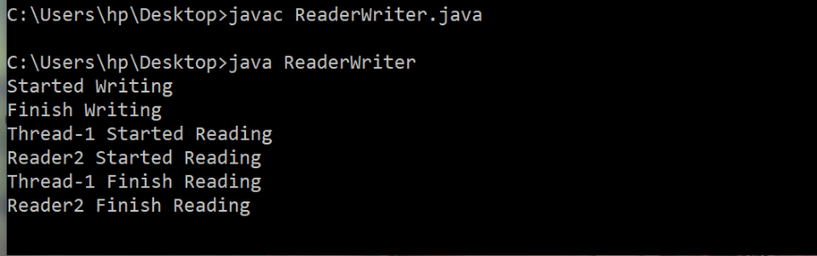 C:\Users\hp\Desktop>javac ReaderWriter.java
C:\Users\hp\Desktop>java ReaderWriter
Started Writing
Finish Writing
Thread-1 Started Reading
Reader2 Started Reading
Thread-1 Finish Reading
Reader2 Finish Reading